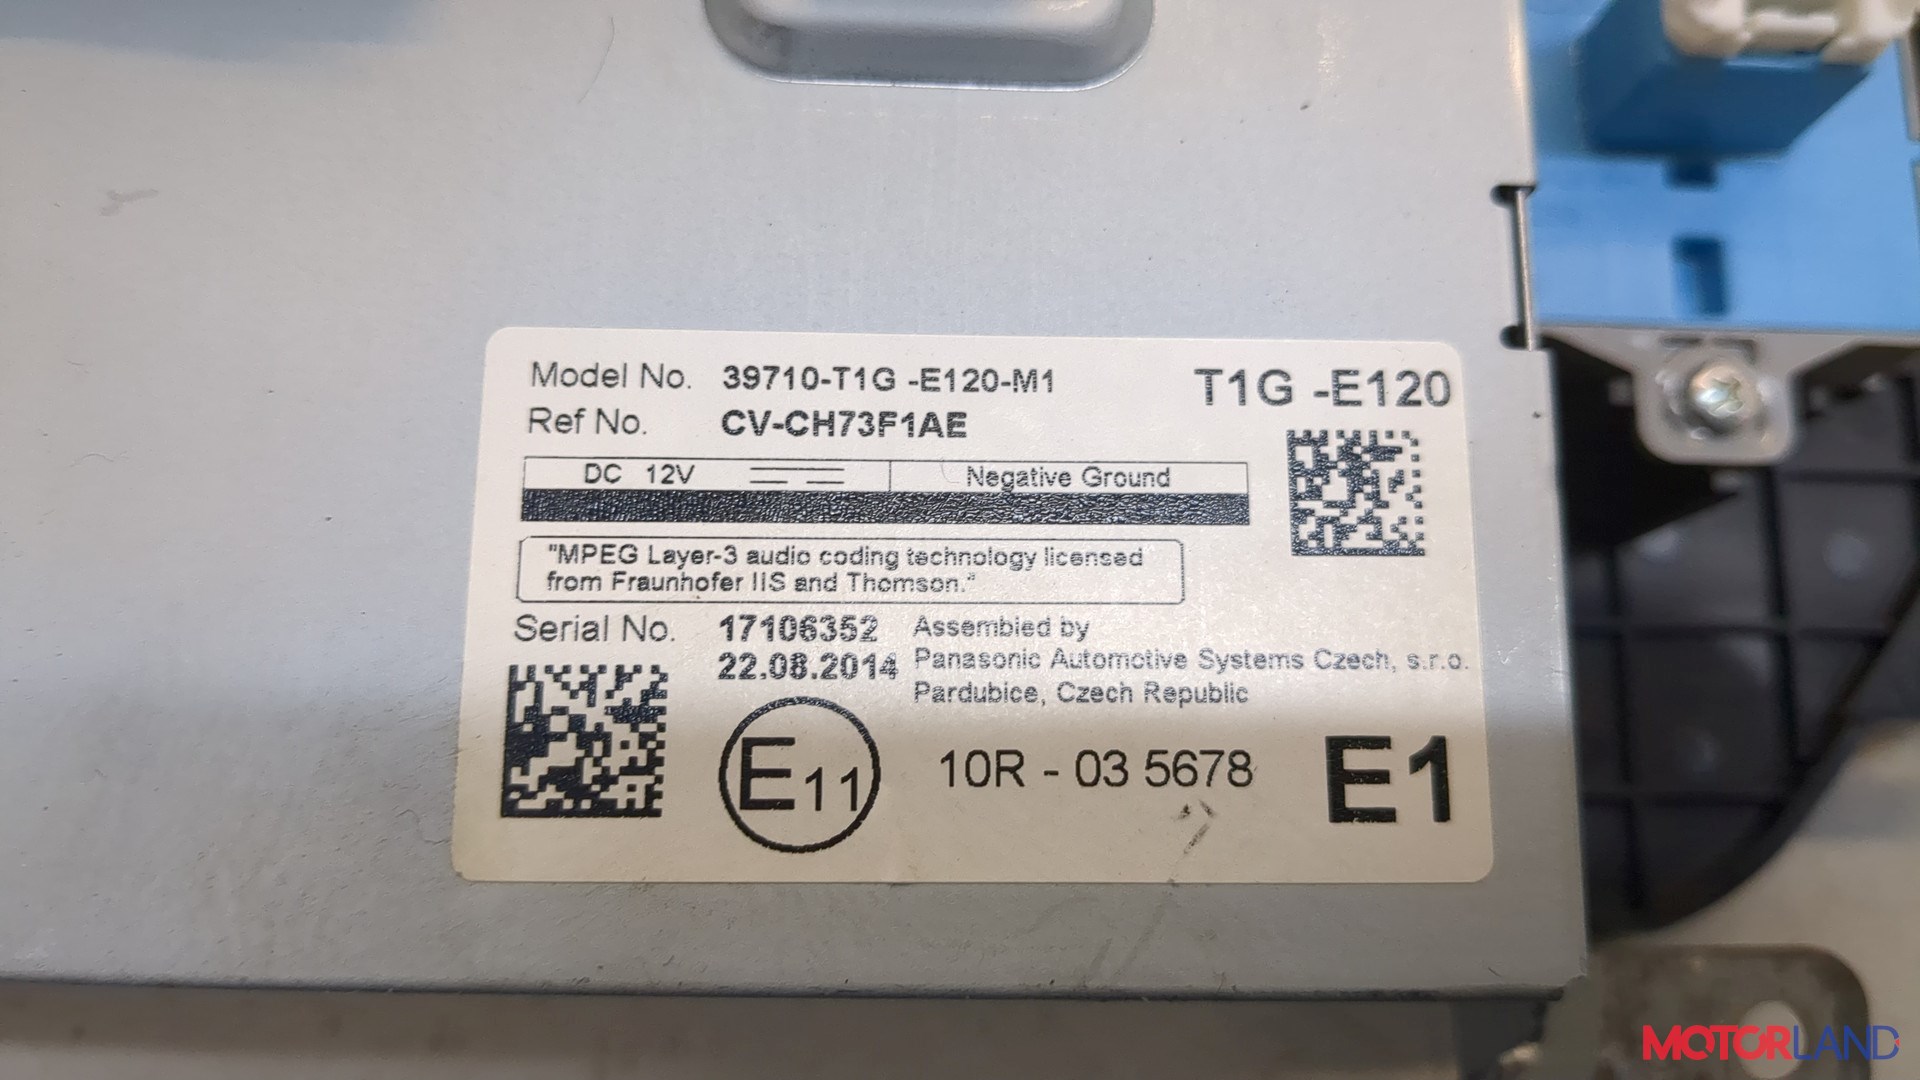 Model No. 39710-T1G -E120-M1
T1G -E120
Ref No. CV-CH73F1AE
DC 12V
Negative Ground
"MPEG Layer-3 audio coding technology licensed
from Fraunhofer IIS and Thomson."
Serial No. 17106352
22.08.2014
Assembled by
Panasonic Automotive Systems Czech, s.r.o.
Pardubice, Czech Republic
E11
10R - 03 5678
E1
MOTORLAND